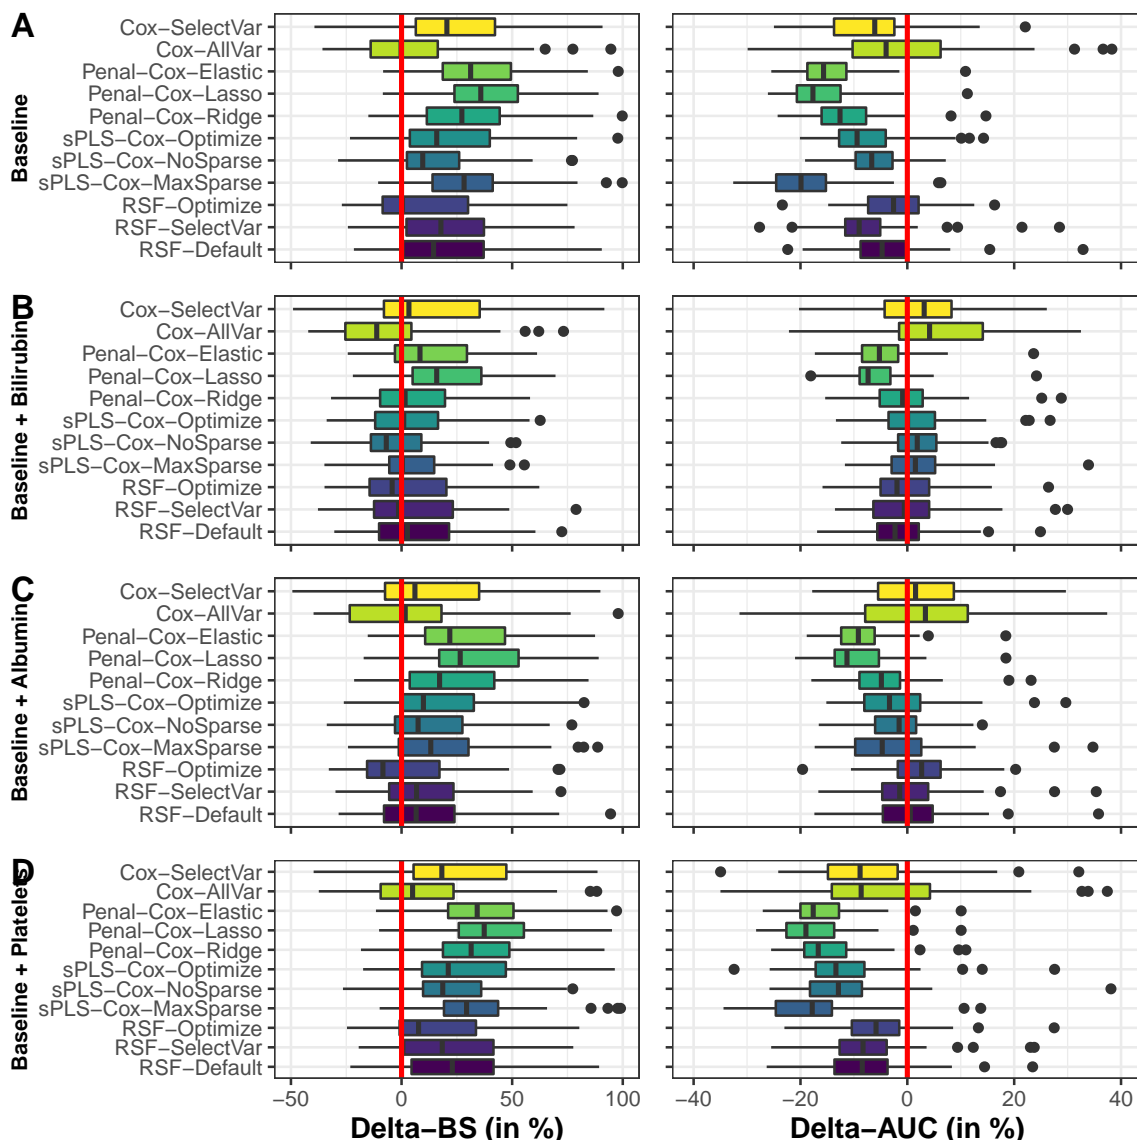 A
Baseline
Cox−SelectVar
Cox−AllVar
Penal−Cox−Elastic
Penal−Cox−Lasso
Penal−Cox−Ridge
sPLS−Cox−Optimize
sPLS−Cox−NoSparse
sPLS−Cox−MaxSparse
RSF−Optimize
RSF−SelectVar
RSF−Default
B
Baseline + Bilirubin
Cox−SelectVar
Cox−AllVar
Penal−Cox−Elastic
Penal−Cox−Lasso
Penal−Cox−Ridge
sPLS−Cox−Optimize
sPLS−Cox−NoSparse
sPLS−Cox−MaxSparse
RSF−Optimize
RSF−SelectVar
RSF−Default
C
Baseline + Albumin
Cox−SelectVar
Cox−AllVar
Penal−Cox−Elastic
Penal−Cox−Lasso
Penal−Cox−Ridge
sPLS−Cox−Optimize
sPLS−Cox−NoSparse
sPLS−Cox−MaxSparse
RSF−Optimize
RSF−SelectVar
RSF−Default
D
Baseline + Platelets
Cox−SelectVar
Cox−AllVar
Penal−Cox−Elastic
Penal−Cox−Lasso
Penal−Cox−Ridge
sPLS−Cox−Optimize
sPLS−Cox−NoSparse
sPLS−Cox−MaxSparse
RSF−Optimize
RSF−SelectVar
RSF−Default
−50 0 50 100
−40 −20 0 20 40
Delta−BS (in %)
Delta−AUC (in %)